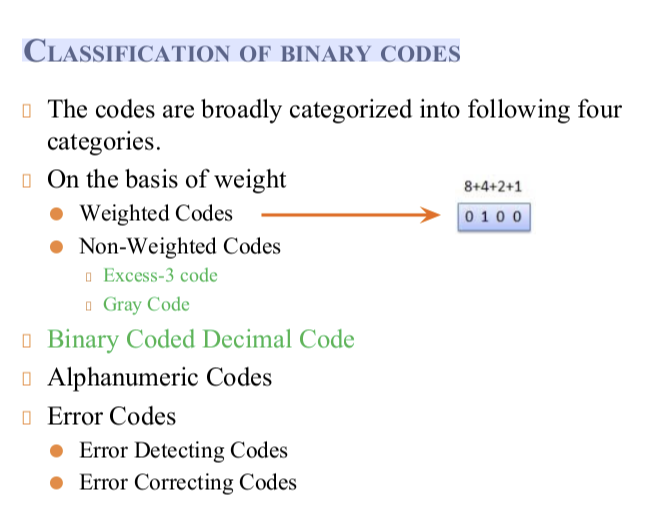 CLASSIFICATION OF BINARY CODES
The codes are broadly categorized into following four
categories.
On the basis of weight
Weighted Codes
8+4+2+1
0 1 0 0
Non-Weighted Codes
Excess-3 code
Gray Code
Binary Coded Decimal Code
Alphanumeric Codes
Error Codes
Error Detecting Codes
Error Correcting Codes